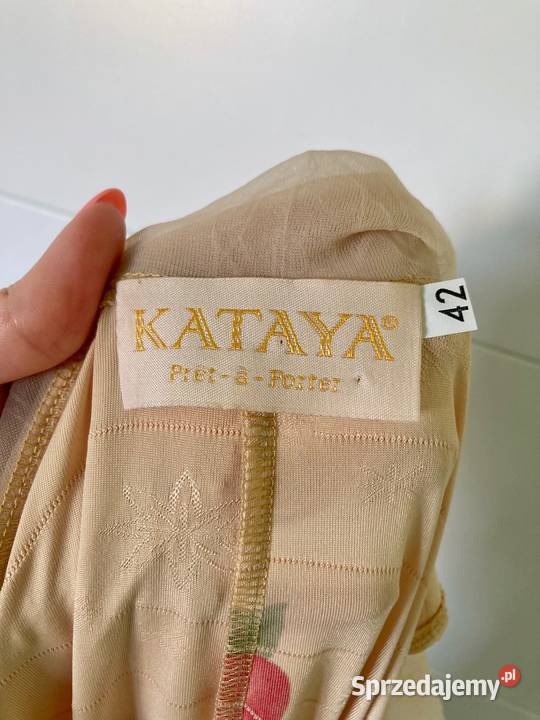 KATAYA®
Prêt-à-Porter
42
Sprzedajemy.pl